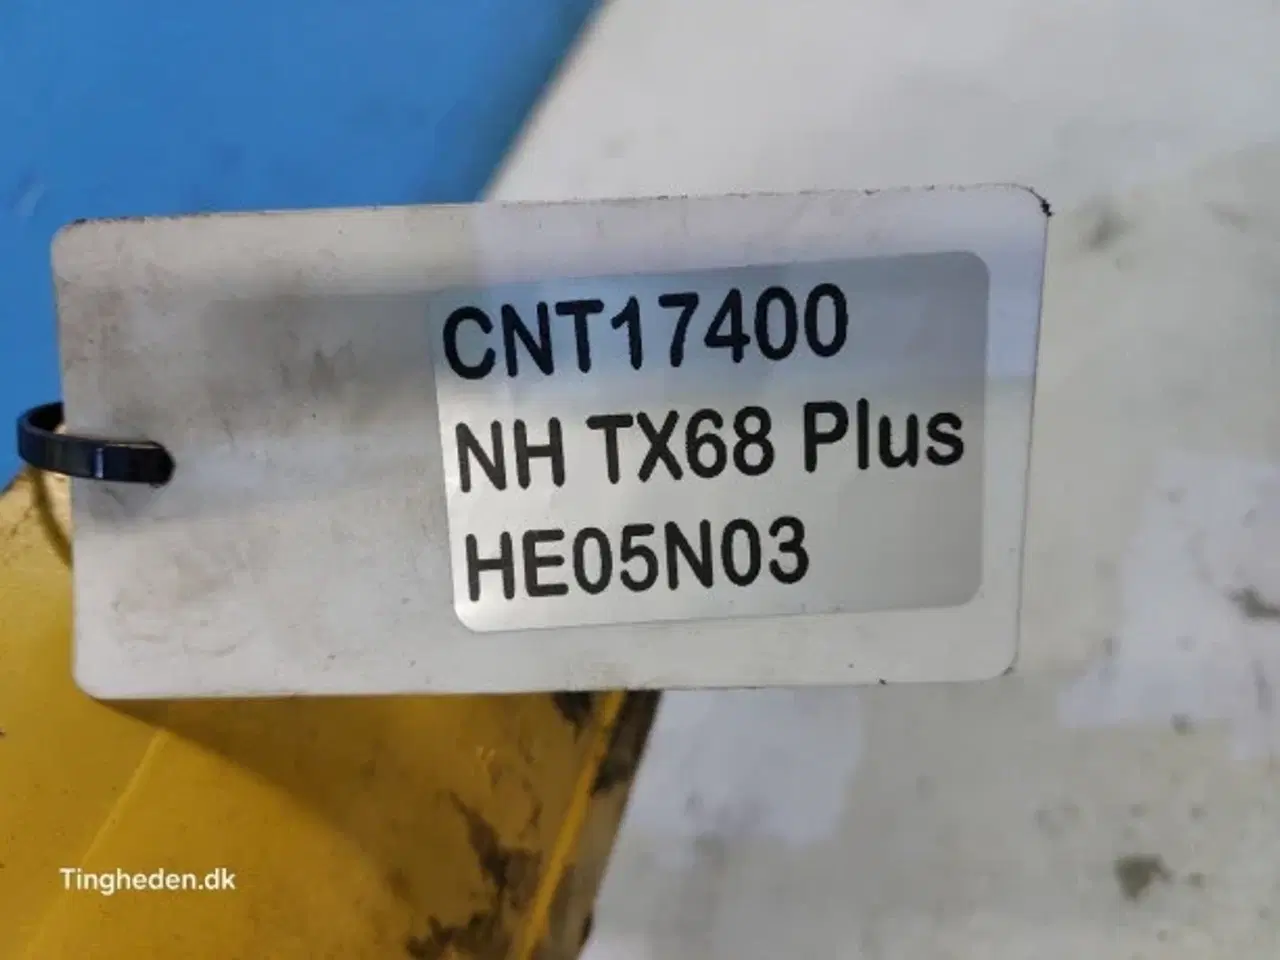 CNT17400
NH TX68 Plus
HE05N03
Tingheden.dk